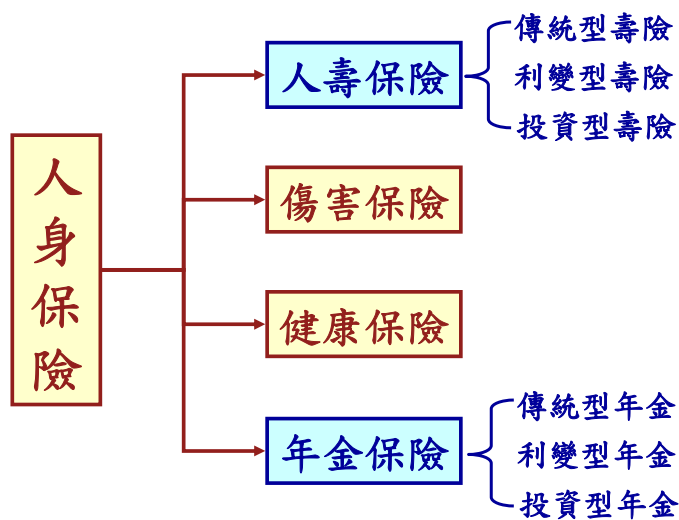 人身保險
人壽保險
傳統型壽險
利變型壽險
投資型壽險
傷害保險
健康保險
年金保險
傳統型年金
利變型年金
投資型年金